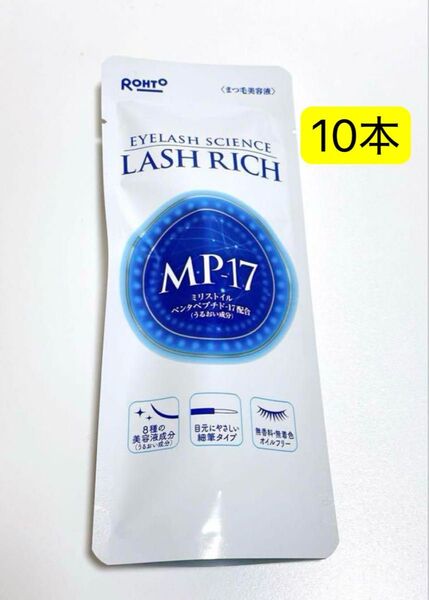 ROHTO
〈まつ毛美容液〉
10本
EYELASH SCIENCE
LASH RICH
M・P-17
ミリストイル
ペンタペプチド-17配合
(うるおい成分)
8種の
美容液成分
(うるおい成分)
目元にやさしい
細筆タイプ
無香料・無着色
オイルフリー